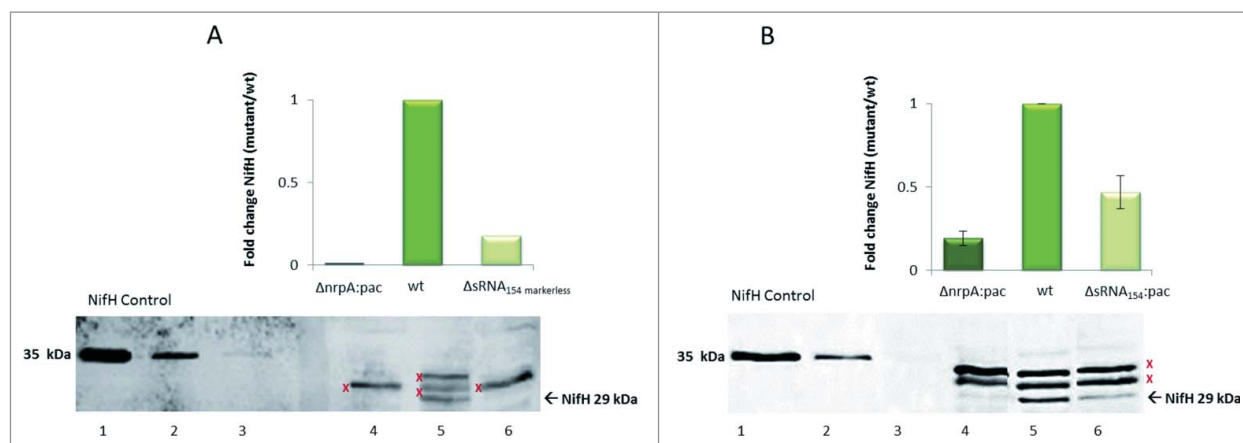 A
Fold change NifH (mutant/wt)
1
0.5
0
ΔnrpA:pac wt ΔsRNA154 markerless
NifH Control
35 kDa
x x x x
← NifH 29 kDa
1 2 3 4 5 6
B
Fold change NifH (mutant/wt)
1
0.5
0
ΔnrpA:pac wt ΔsRNA154:pac
NifH Control
35 kDa
x
x
← NifH 29 kDa
1 2 3 4 5 6